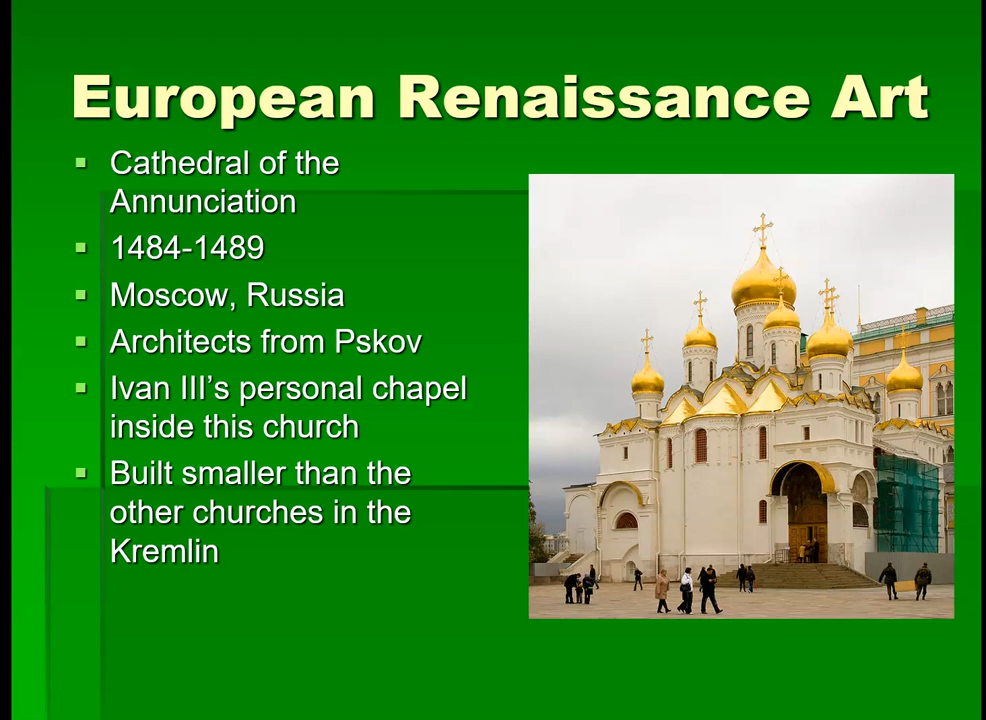 European Renaissance Art
Cathedral of the
Annunciation
1484-1489
Moscow, Russia
Architects from Pskov
Ivan III’s personal chapel
inside this church
Built smaller than the
other churches in the
Kremlin